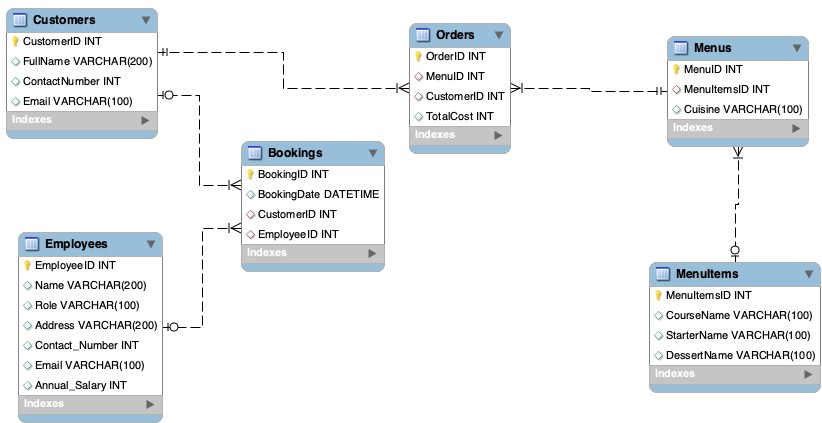 Customers
CustomerID INT
FullName VARCHAR(200)
ContactNumber INT
Email VARCHAR(100)
Indexes
Orders
OrderID INT
MenuID INT
CustomerID INT
TotalCost INT
Indexes
Menus
MenuID INT
MenuItemsID INT
Cuisine VARCHAR(100)
Indexes
Bookings
BookingID INT
BookingDate DATETIME
CustomerID INT
EmployeeID INT
Indexes
Employees
EmployeeID INT
Name VARCHAR(200)
Role VARCHAR(100)
Address VARCHAR(200)
Contact_Number INT
Email VARCHAR(100)
Annual_Salary INT
Indexes
MenuItems
MenuItemsID INT
CourseName VARCHAR(100)
StarterName VARCHAR(100)
DessertName VARCHAR(100)
Indexes